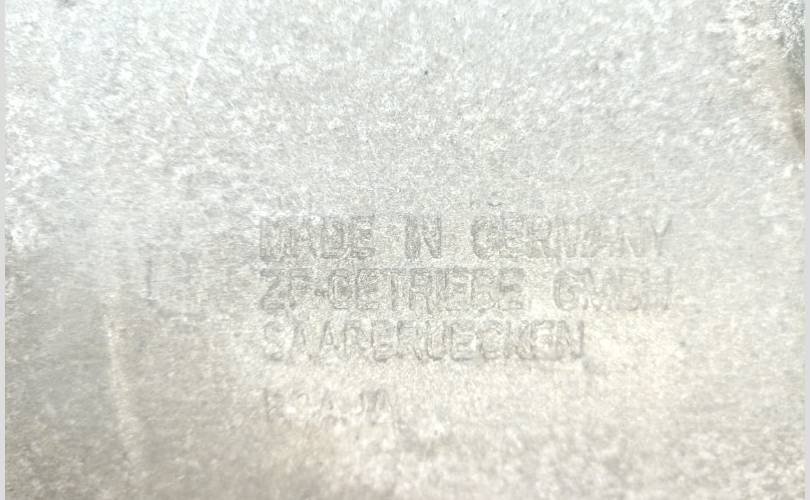 MADE IN GERMANY
ZF-GETRIEBE GMBH
SAARBRUECKEN